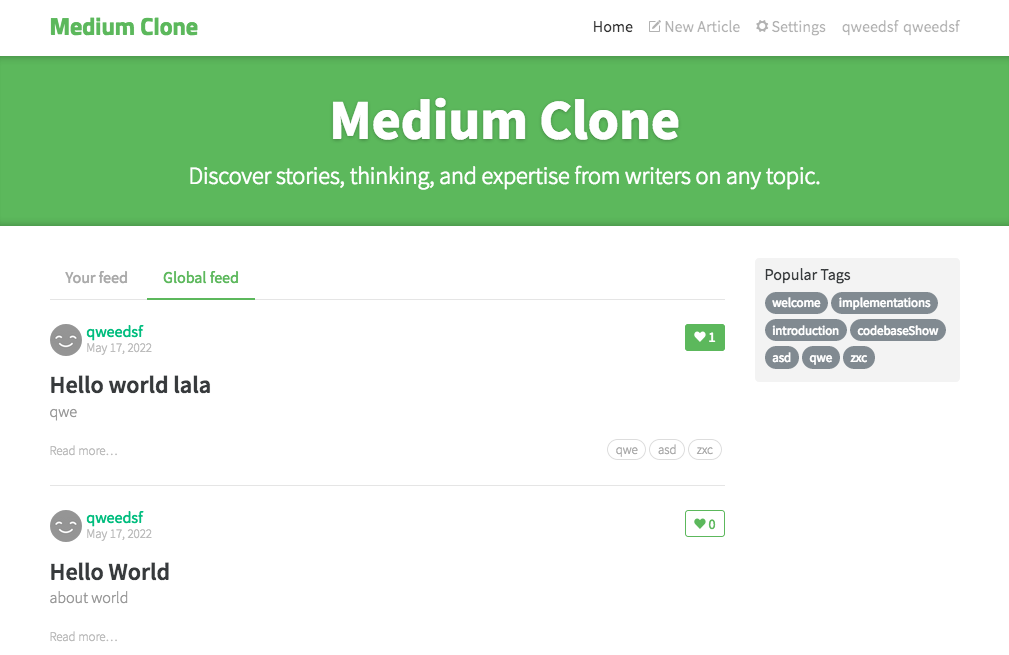 Medium Clone
Home New Article Settings qweedsf qweedsf
Medium Clone
Discover stories, thinking, and expertise from writers on any topic.
Your feed Global feed
qweedsf
May 17, 2022
1
Hello world lala
qwe
Read more...
qwe asd zxc
qweedsf
May 17, 2022
0
Hello World
about world
Read more...
Popular Tags
welcome implementations
introduction codebaseShow
asd qwe zxc